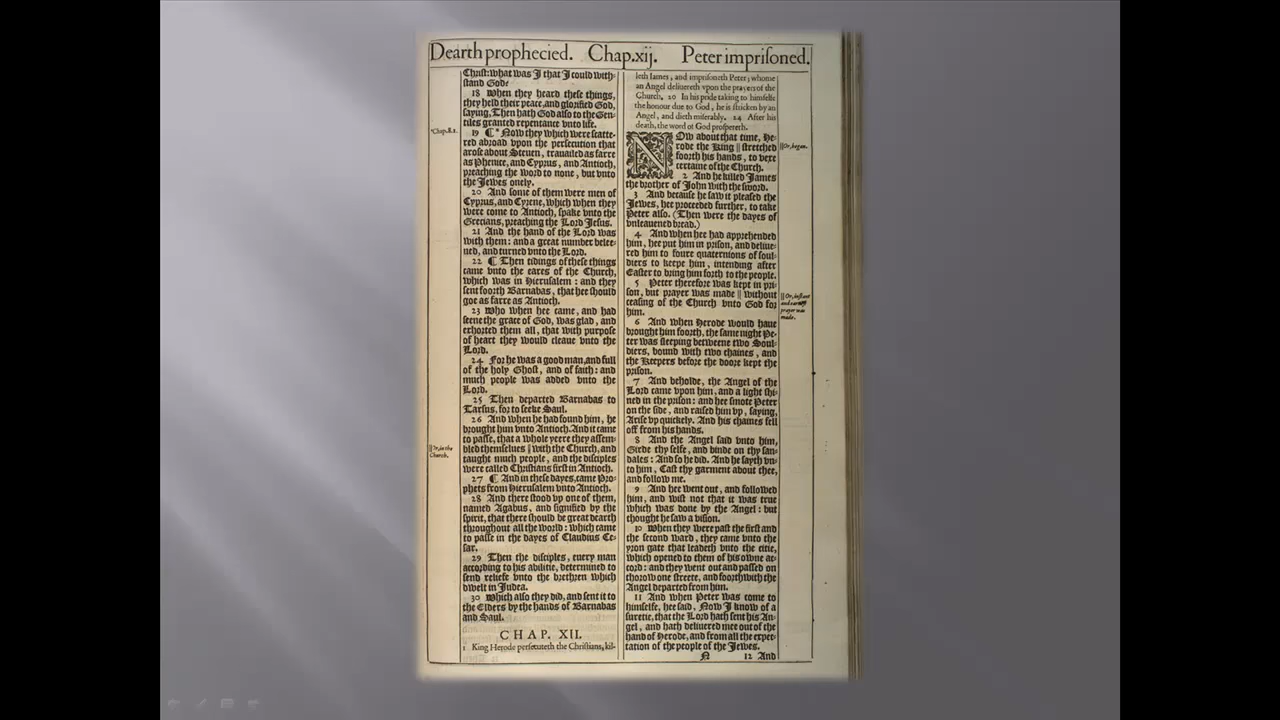 Dearth prophecied. Chap.xij. Peter imprisoned.
Christ: what was I that I could with-
stand God?
18 When they heard these things,
they held their peace, and glorified God,
saying, Then hath God also to the Gen-
tiles granted repentance vnto life.
*Chap.8.1.
19 ¶ * Now they which were scatte-
red abroad vpon the persecution that
arose about Steuen, trauailed as farre
as Phenice, and Cyprus, and Antioch,
preaching the word to none, but vnto
the Iewes onely.
20 And some of them were men of
Cyprus, and Cyrene, which when they
were come to Antioch, spake vnto the
Grecians, preaching the Lord Iesus.
21 And the hand of the Lord was
with them: and a great number belee-
ued, and turned vnto the Lord.
22 ¶ Then tidings of these things
came vnto the eares of the Church,
which was in Hierusalem: and they
sent foorth Barnabas, that hee should
goe as farre as Antioch.
23 Who when hee came, and had
seene the grace of God, was glad, and
exhorted them all, that with purpose
of heart they would cleaue vnto the
Lord.
24 For he was a good man, and full
of the holy Ghost, and of faith: and
much people was added vnto the
Lord.
25 Then departed Barnabas to
Tarsus, for to seeke Saul.
26 And when he had found him, he
brought him vnto Antioch. And it came
to passe, that a whole yeere they assem-
||Or, in the
Church.
bled themselues || with the Church, and
taught much people, and the disciples
were called Christians first in Antioch.
27 ¶ And in these dayes, came Pro-
phets from Hierusalem vnto Antioch.
28 And there stood vp one of them,
named Agabus, and signified by the
spirit, that there should be great dearth
throughout all the world: which came
to passe in the dayes of Claudius Ce-
sar.
29 Then the disciples, euery man
according to his abilitie, determined to
send reliefe vnto the brethren which
dwelt in Iudea.
30 Which also they did, and sent it to
the Elders by the hands of Barnabas
and Saul.
CHAP. XII.
1 King Herode persecuteth the Christians, kil-
leth Iames, and imprisoneth Peter, whome
an Angel deliuereth vpon the prayers of the
Church. 20 In his pride taking to himselfe
the honour due to God, he is stricken by an
Angel, and dieth miserably. 24 After his
death, the word of God prospereth.
NOw about that time, He-
rode the King || stretched
||Or, began.
foorth his hands, to vexe
certaine of the Church.
2 And he killed Iames
the brother of Iohn with the sword.
3 And because he saw it pleased the
Iewes, hee proceeded further, to take
Peter also. (Then were the dayes of
vnleauened bread.)
4 And when hee had apprehended
him, hee put him in prison, and deliue-
red him to foure quaternions of soul-
diers to keepe him, intending after
Easter to bring him forth to the people.
5 Peter therefore was kept in pri-
son, but prayer was made || without
||Or, instant
and earnest
prayer was
made.
ceasing of the Church vnto God for
him.
6 And when Herode would haue
brought him foorth, the same night Pe-
ter was sleeping betweene two Soul-
diers, bound with two chaines, and
the Keepers before the doore kept the
prison.
7 And beholde, the Angel of the
Lord came vpon him, and a light shi-
ned in the prison: and hee smote Peter
on the side, and raised him vp, saying,
Arise vp quickely. And his chaines fell
off from his hands.
8 And the Angel said vnto him,
Girde thy selfe, and binde on thy san-
dales: And so he did. And he sayth vn-
to him, Cast thy garment about thee,
and follow me.
9 And hee went out, and followed
him, and wist not that it was true
which was done by the Angel: but
thought he saw a vision.
10 When they were past the first and
the second ward, they came vnto the
yron gate that leadeth vnto the citie,
which opened to them of his owne ac-
cord: and they went out and passed on
thorow one streete, and foorthwith the
Angel departed from him.
11 And when Peter was come to
himselfe, hee said, Now I know of a
suretie, that the Lord hath sent his An-
gel, and hath deliuered mee out of the
hand of Herode, and from all the expec-
tation of the people of the Iewes.
N 12 And